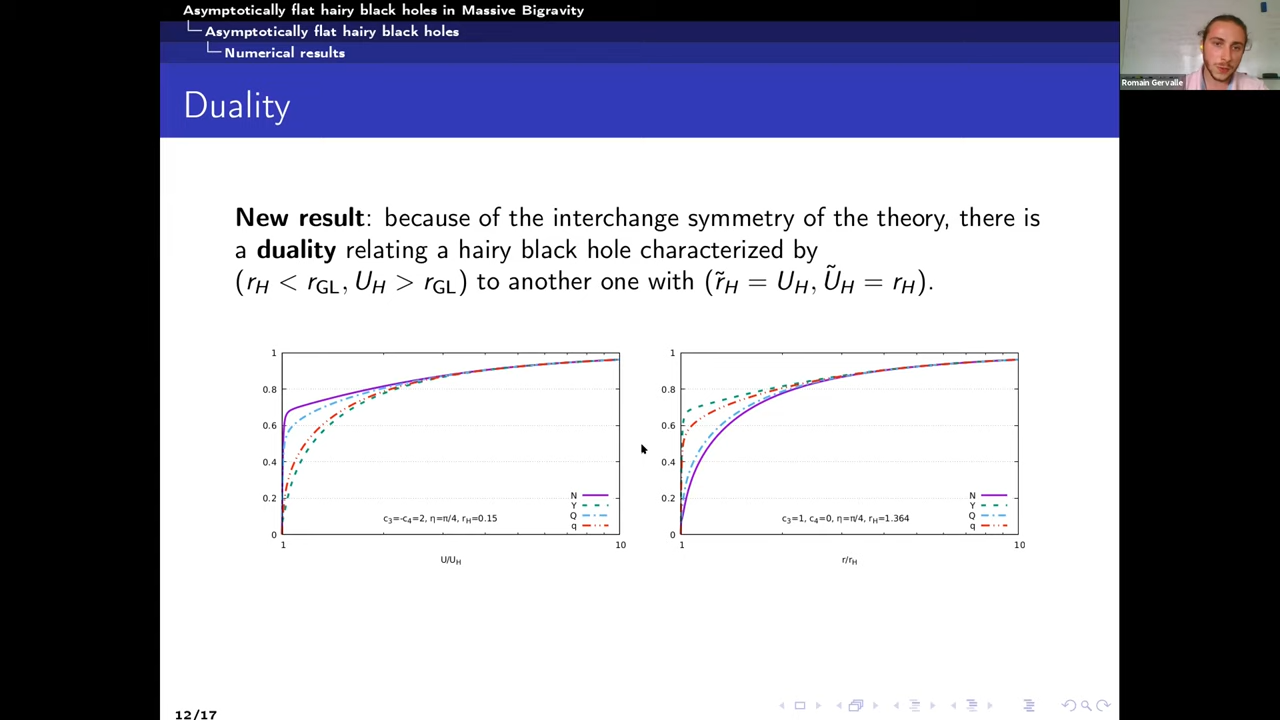 Asymptotically flat hairy black holes in Massive Bigravity
Asymptotically flat hairy black holes
Numerical results
Romain Gervalle
Duality
New result: because of the interchange symmetry of the theory, there is
a duality relating a hairy black hole characterized by
(r_H < r_GL, U_H > r_GL) to another one with (r̃_H = U_H, Ũ_H = r_H).
1
0.8
0.6
0.4
0.2
0
N
Y
Q
q
c₃=-c₄=2, η=π/4, r_H=0.15
1
10
U/U_H
1
0.8
0.6
0.4
0.2
0
N
Y
Q
q
c₃=1, c₄=0, η=π/4, r_H=1.364
1
10
r/r_H
12/17